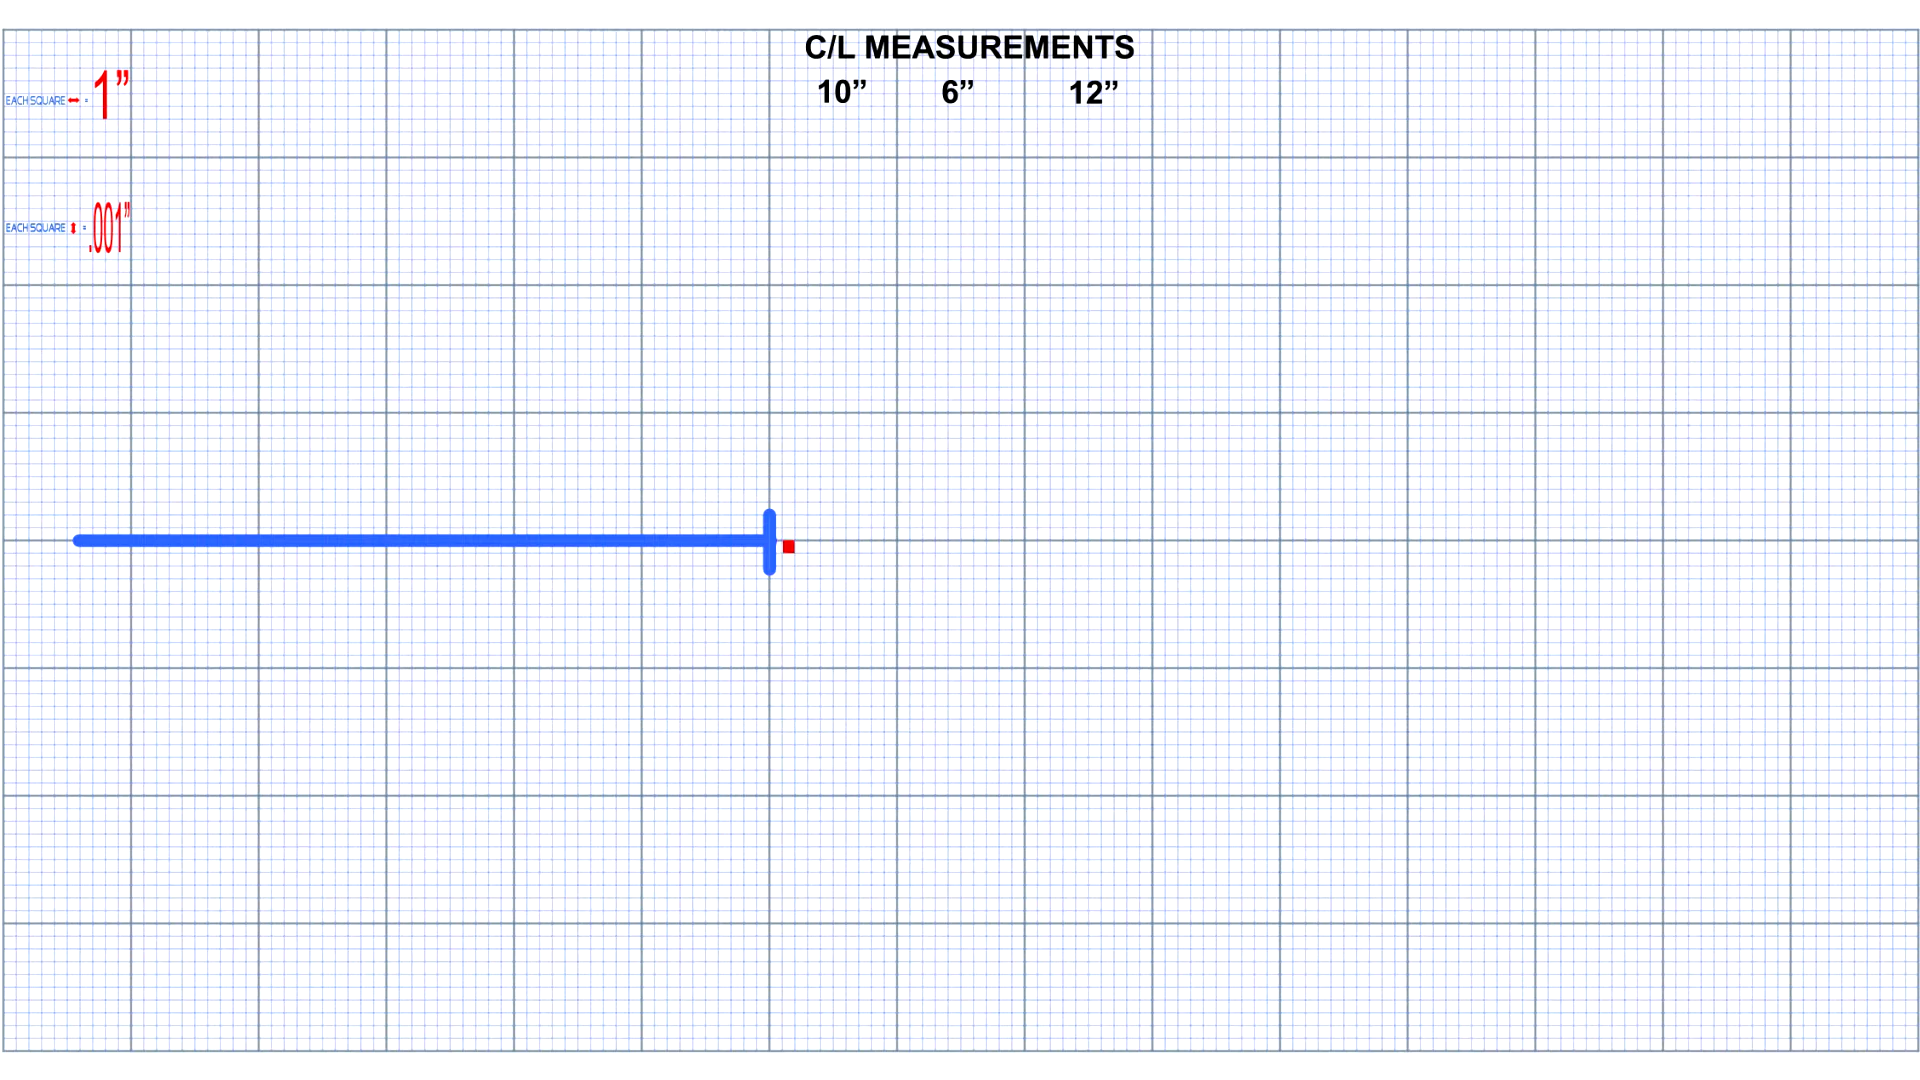 C/L MEASUREMENTS
10” 6” 12”
EACH SQUARE = 1”
EACH SQUARE = .001”